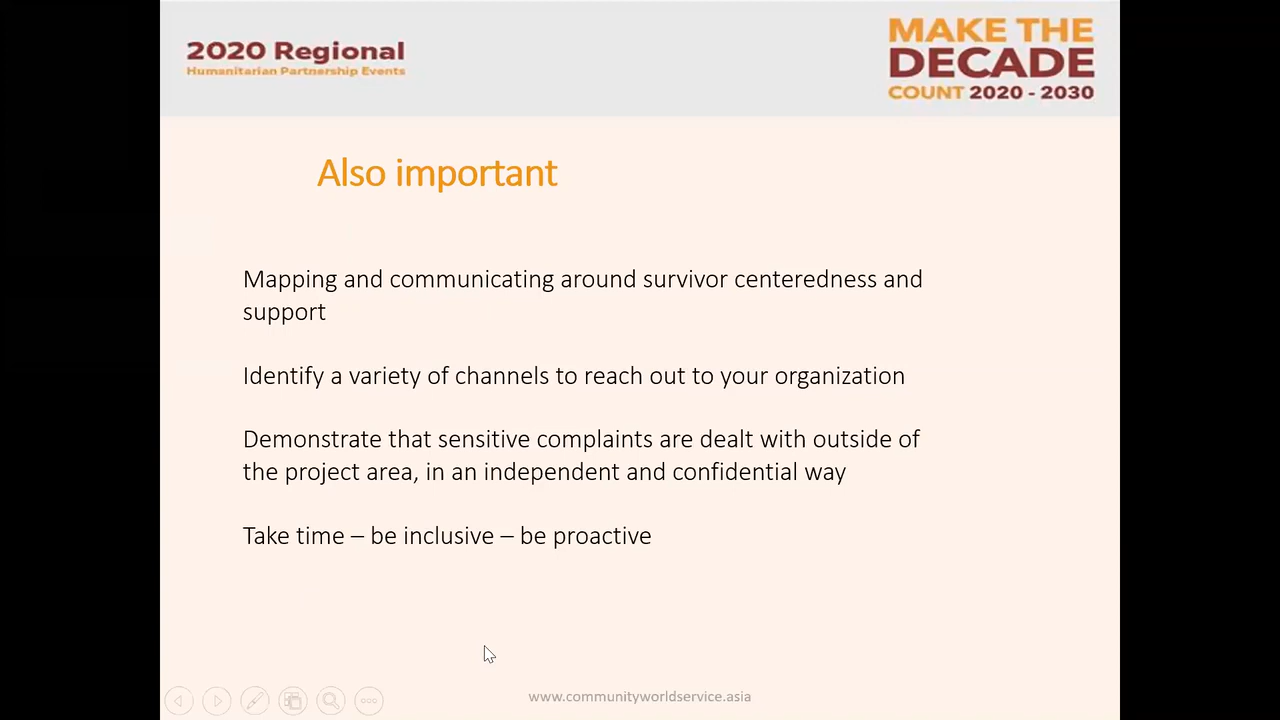 2020 Regional
Humanitarian Partnership Events
MAKE THE
DECADE
COUNT 2020 - 2030
Also important
Mapping and communicating around survivor centeredness and
support
Identify a variety of channels to reach out to your organization
Demonstrate that sensitive complaints are dealt with outside of
the project area, in an independent and confidential way
Take time – be inclusive – be proactive
www.communityworldservice.asia